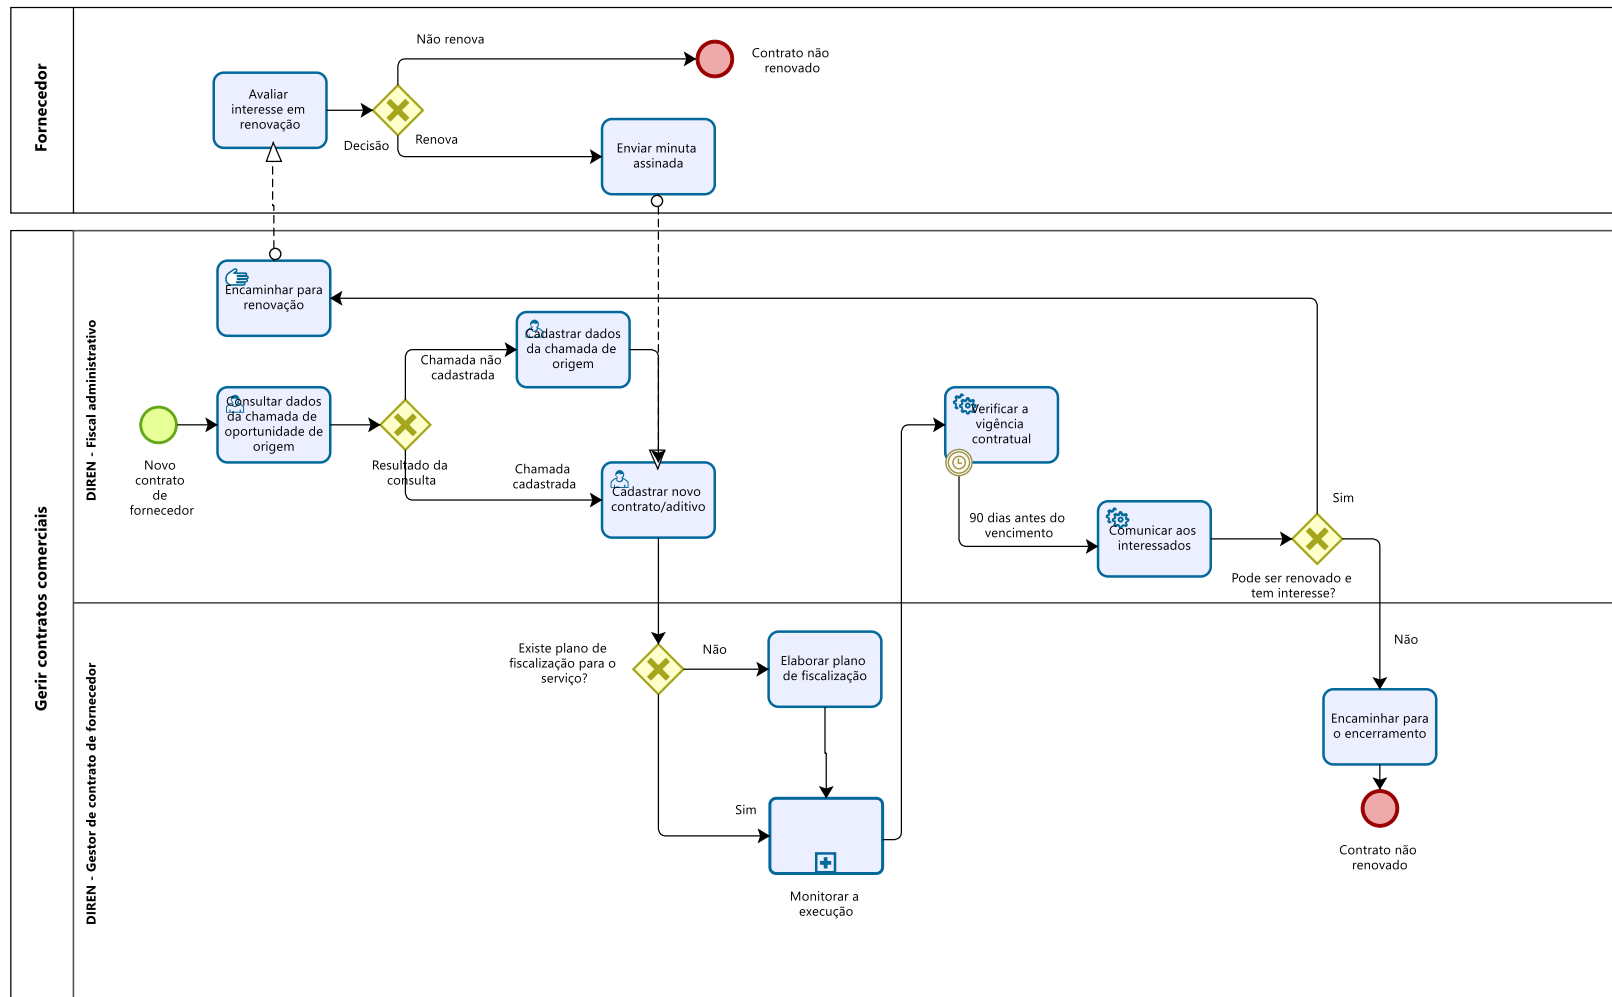 Fornecedor
Não renova
Contrato não
renovado
Avaliar
interesse em
renovação
Decisão
Renova
Enviar minuta
assinada
Gerir contratos comerciais
DIREN - Fiscal administrativo
Encaminhar para
renovação
Cadastrar dados
da chamada de
origem
Chamada não
cadastrada
Consultar dados
da chamada de
oportunidade de
origem
Novo
contrato
de
fornecedor
Resultado da
consulta
Chamada
cadastrada
Cadastrar novo
contrato/aditivo
Verificar a
vigência
contratual
90 dias antes do
vencimento
Comunicar aos
interessados
Sim
Pode ser renovado e
tem interesse?
DIREN - Gestor de contrato de fornecedor
Existe plano de
fiscalização para o
serviço?
Não
Elaborar plano
de fiscalização
Não
Encaminhar para
o encerramento
Sim
Monitorar a
execução
Contrato não
renovado